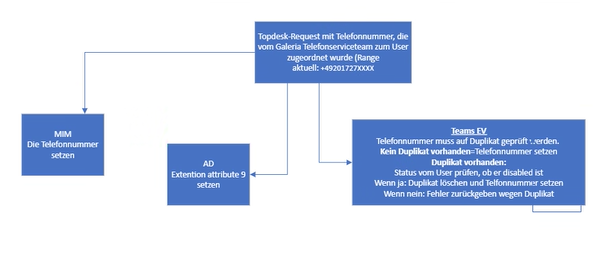 Topdesk-Request mit Telefonnummer, die
vom Galeria Telefonserviceteam zum User
zugeordnet wurde (Range
aktuell: +49201727XXXX
MIM
Die Telefonnummer
setzen
AD
Extention attribute 9
setzen
Teams EV
Telefonnummer muss auf Duplikat geprüft werden.
Kein Duplikat vorhanden=Telefonnummer setzen
Duplikat vorhanden:
Status vom User prüfen, ob er disabled ist
Wenn ja: Duplikat löschen und Telfonnummer setzen
Wenn nein: Fehler zurückgeben wegen Duplikat